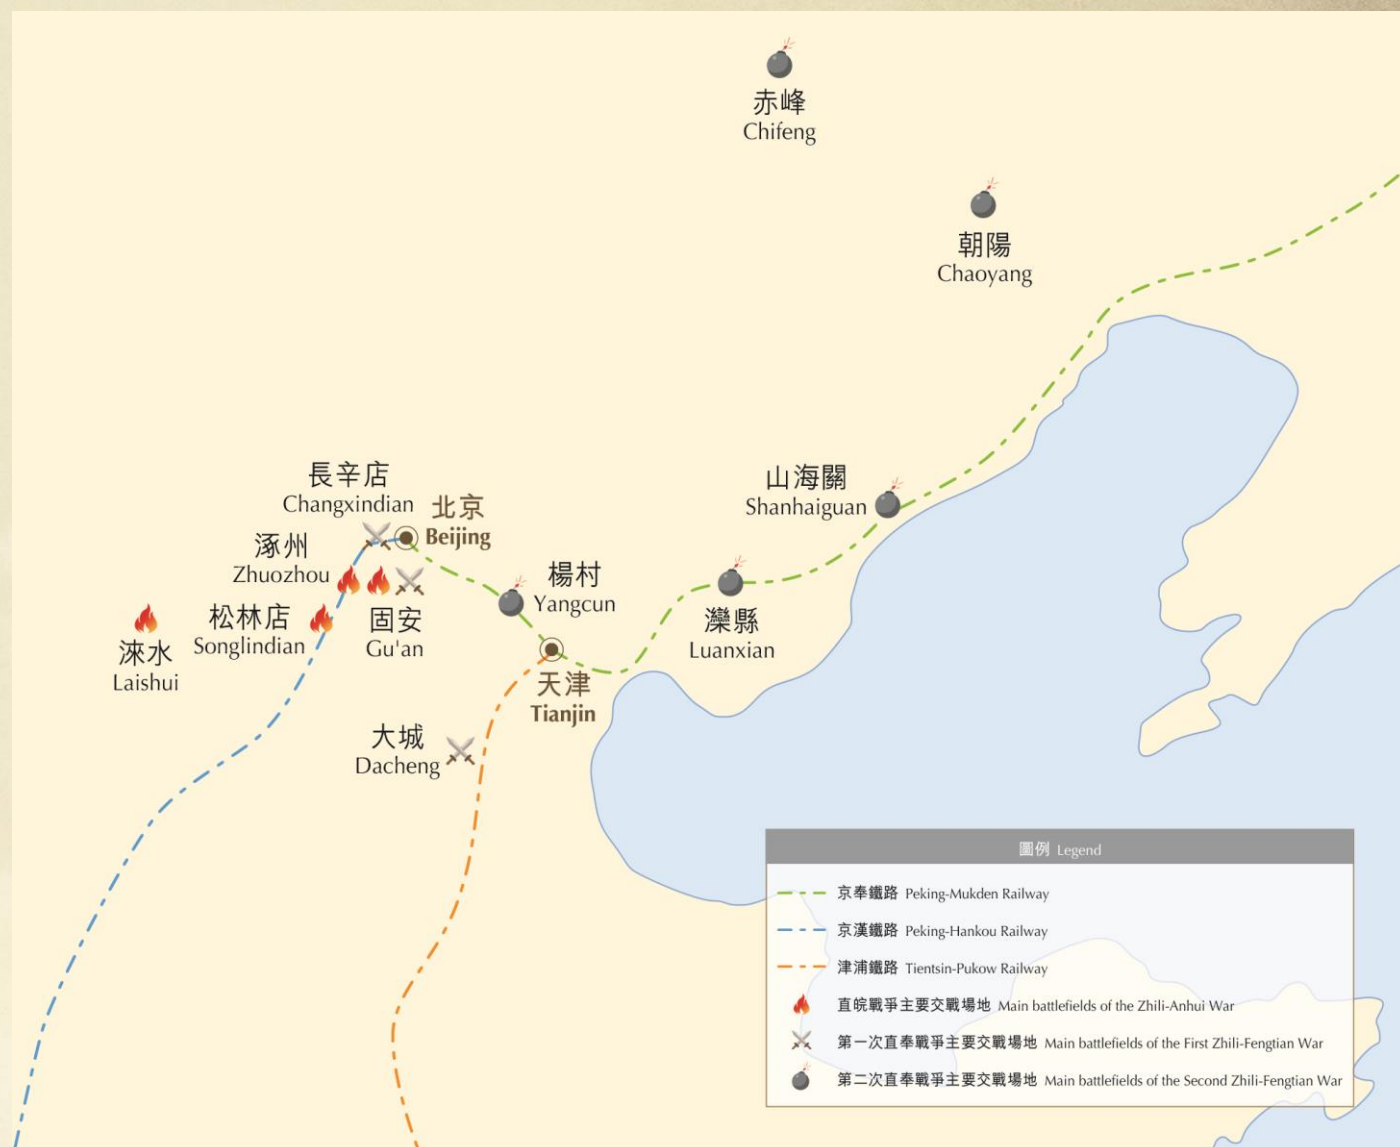 赤峰
Chifeng
朝陽
Chaoyang
長辛店
Changxindian
北京
Beijing
山海關
Shanhaiguan
涿州
Zhuozhou
楊村
Yangcun
松林店
Songlindian
固安
Gu'an
灤縣
Luanxian
淶水
Laishui
天津
Tianjin
大城
Dacheng
圖例 Legend
京奉鐵路 Peking-Mukden Railway
京漢鐵路 Peking-Hankou Railway
津浦鐵路 Tientsin-Pukow Railway
直皖戰爭主要交戰場地 Main battlefields of the Zhili-Anhui War
第一次直奉戰爭主要交戰場地 Main battlefields of the First Zhili-Fengtian War
第二次直奉戰爭主要交戰場地 Main battlefields of the Second Zhili-Fengtian War